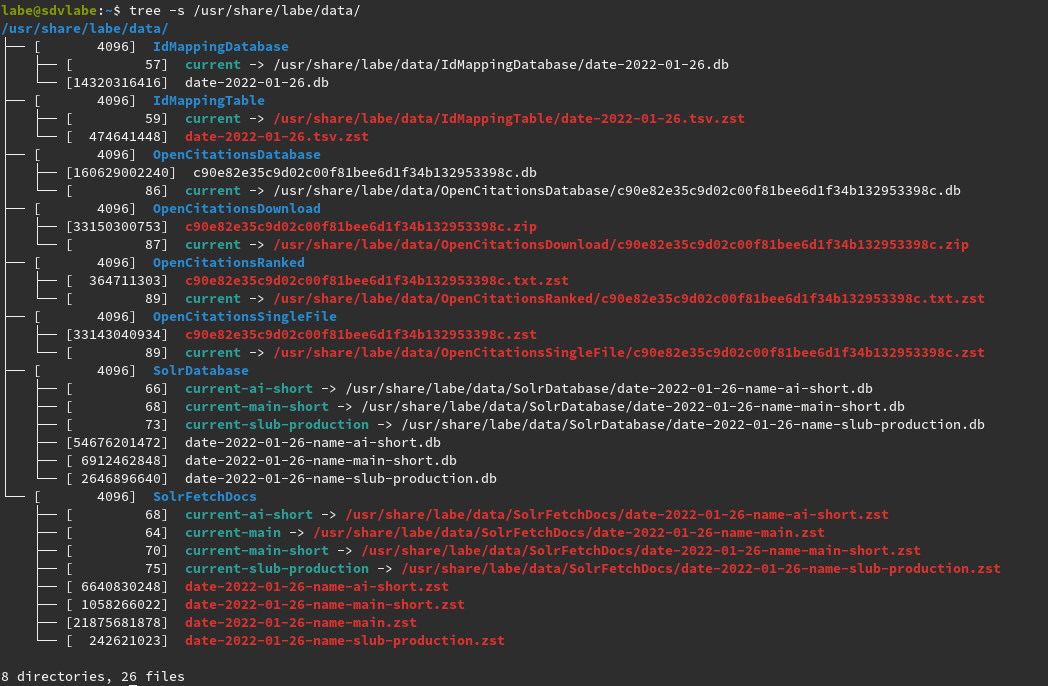 labe@sdvlabe:~$ tree -s /usr/share/labe/data/
/usr/share/labe/data/
├── [       4096]  IdMappingDatabase
│   ├── [         57]  current -> /usr/share/labe/data/IdMappingDatabase/date-2022-01-26.db
│   └── [14320316416]  date-2022-01-26.db
├── [       4096]  IdMappingTable
│   ├── [         59]  current -> /usr/share/labe/data/IdMappingTable/date-2022-01-26.tsv.zst
│   └── [  474641448]  date-2022-01-26.tsv.zst
├── [       4096]  OpenCitationsDatabase
│   ├── [160629002240]  c90e82e35c9d02c00f81bee6d1f34b132953398c.db
│   └── [         86]  current -> /usr/share/labe/data/OpenCitationsDatabase/c90e82e35c9d02c00f81bee6d1f34b132953398c.db
├── [       4096]  OpenCitationsDownload
│   ├── [33150300753]  c90e82e35c9d02c00f81bee6d1f34b132953398c.zip
│   └── [         87]  current -> /usr/share/labe/data/OpenCitationsDownload/c90e82e35c9d02c00f81bee6d1f34b132953398c.zip
├── [       4096]  OpenCitationsRanked
│   ├── [  364711303]  c90e82e35c9d02c00f81bee6d1f34b132953398c.txt.zst
│   └── [         89]  current -> /usr/share/labe/data/OpenCitationsRanked/c90e82e35c9d02c00f81bee6d1f34b132953398c.txt.zst
├── [       4096]  OpenCitationsSingleFile
│   ├── [33143040934]  c90e82e35c9d02c00f81bee6d1f34b132953398c.zst
│   └── [         89]  current -> /usr/share/labe/data/OpenCitationsSingleFile/c90e82e35c9d02c00f81bee6d1f34b132953398c.zst
├── [       4096]  SolrDatabase
│   ├── [         66]  current-ai-short -> /usr/share/labe/data/SolrDatabase/date-2022-01-26-name-ai-short.db
│   ├── [         68]  current-main-short -> /usr/share/labe/data/SolrDatabase/date-2022-01-26-name-main-short.db
│   ├── [         73]  current-slub-production -> /usr/share/labe/data/SolrDatabase/date-2022-01-26-name-slub-production.db
│   ├── [54676201472]  date-2022-01-26-name-ai-short.db
│   ├── [ 6912462848]  date-2022-01-26-name-main-short.db
│   └── [ 2646896640]  date-2022-01-26-name-slub-production.db
└── [       4096]  SolrFetchDocs
    ├── [         68]  current-ai-short -> /usr/share/labe/data/SolrFetchDocs/date-2022-01-26-name-ai-short.zst
    ├── [         64]  current-main -> /usr/share/labe/data/SolrFetchDocs/date-2022-01-26-name-main.zst
    ├── [         70]  current-main-short -> /usr/share/labe/data/SolrFetchDocs/date-2022-01-26-name-main-short.zst
    ├── [         75]  current-slub-production -> /usr/share/labe/data/SolrFetchDocs/date-2022-01-26-name-slub-production.zst
    ├── [ 6640830248]  date-2022-01-26-name-ai-short.zst
    ├── [ 1058266022]  date-2022-01-26-name-main-short.zst
    ├── [21875681878]  date-2022-01-26-name-main.zst
    └── [  242621023]  date-2022-01-26-name-slub-production.zst
8 directories, 26 files